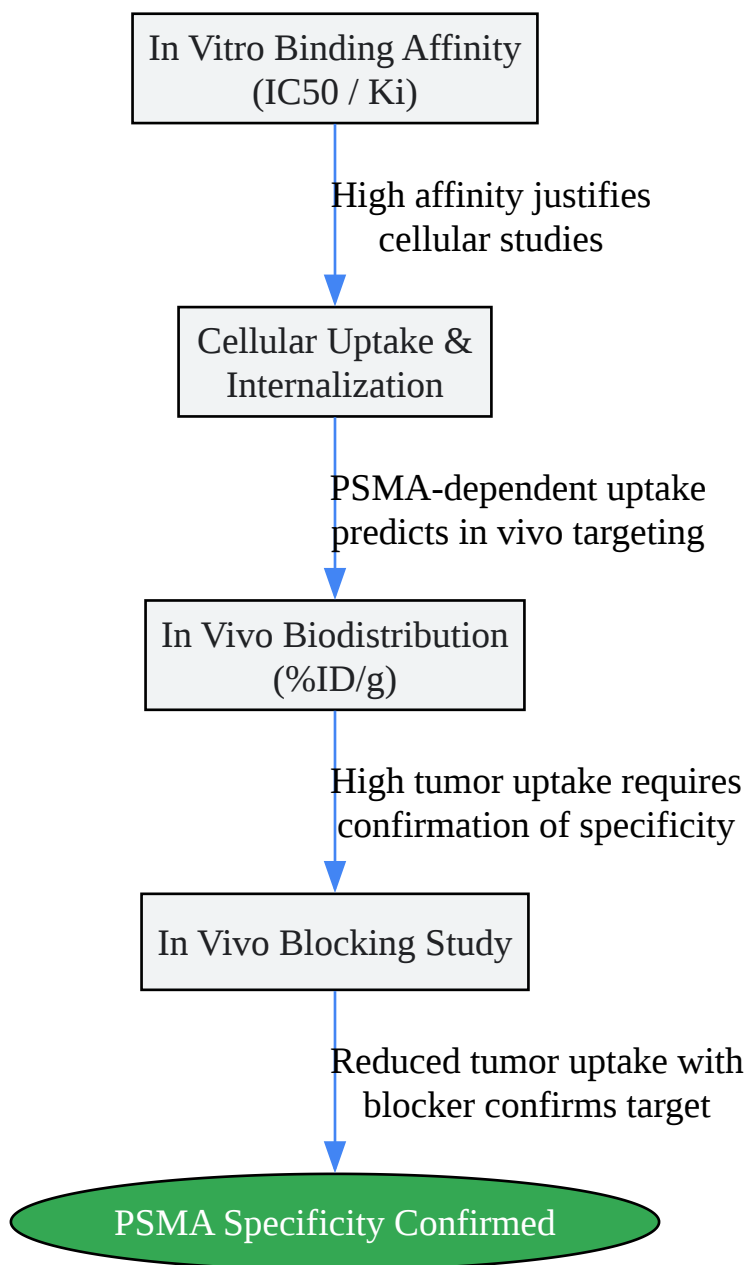 In Vitro Binding Affinity
(IC50 / Ki)
High affinity justifies
cellular studies
Cellular Uptake &
Internalization
PSMA-dependent uptake
predicts in vivo targeting
In Vivo Biodistribution
(%ID/g)
High tumor uptake requires
confirmation of specificity
In Vivo Blocking Study
Reduced tumor uptake with
blocker confirms target
PSMA Specificity Confirmed